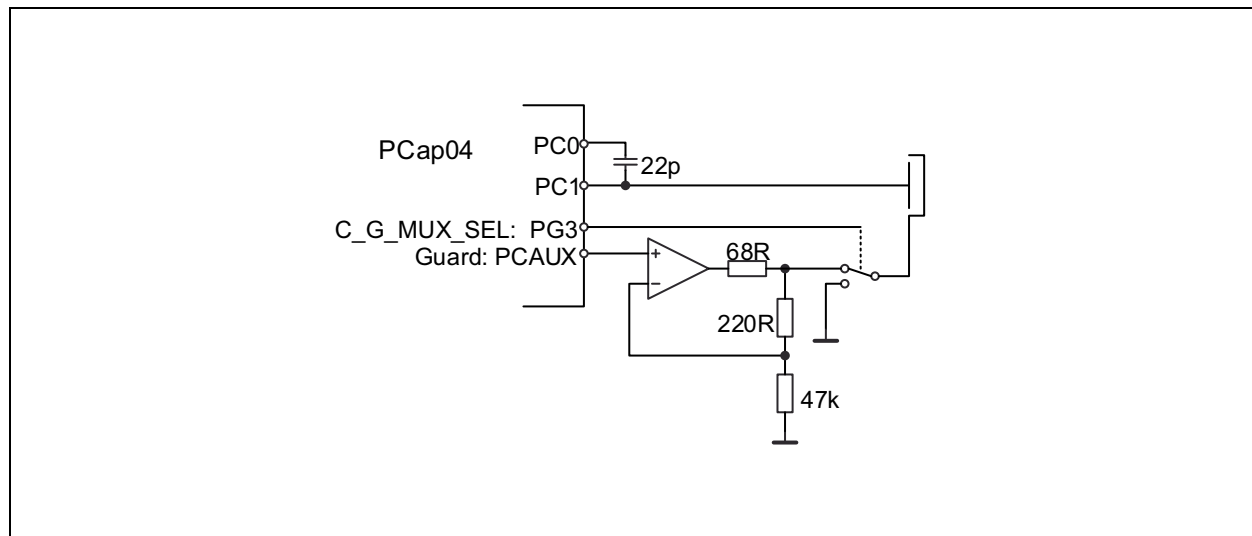 PCap04
PC0
22p
PC1
C_G_MUX_SEL: PG3
Guard: PCAUX
+
−
68R
220R
47k